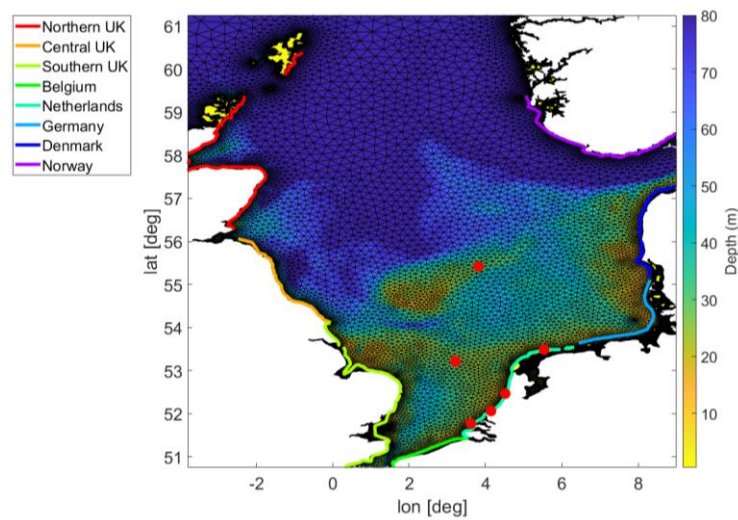 Northern UK
Central UK
Southern UK
Belgium
Netherlands
Germany
Denmark
Norway
61
60
59
58
57
56
55
54
53
52
51
lat [deg]
-2 0 2 4 6 8
lon [deg]
80
70
60
50
40
30
20
10
Depth (m)